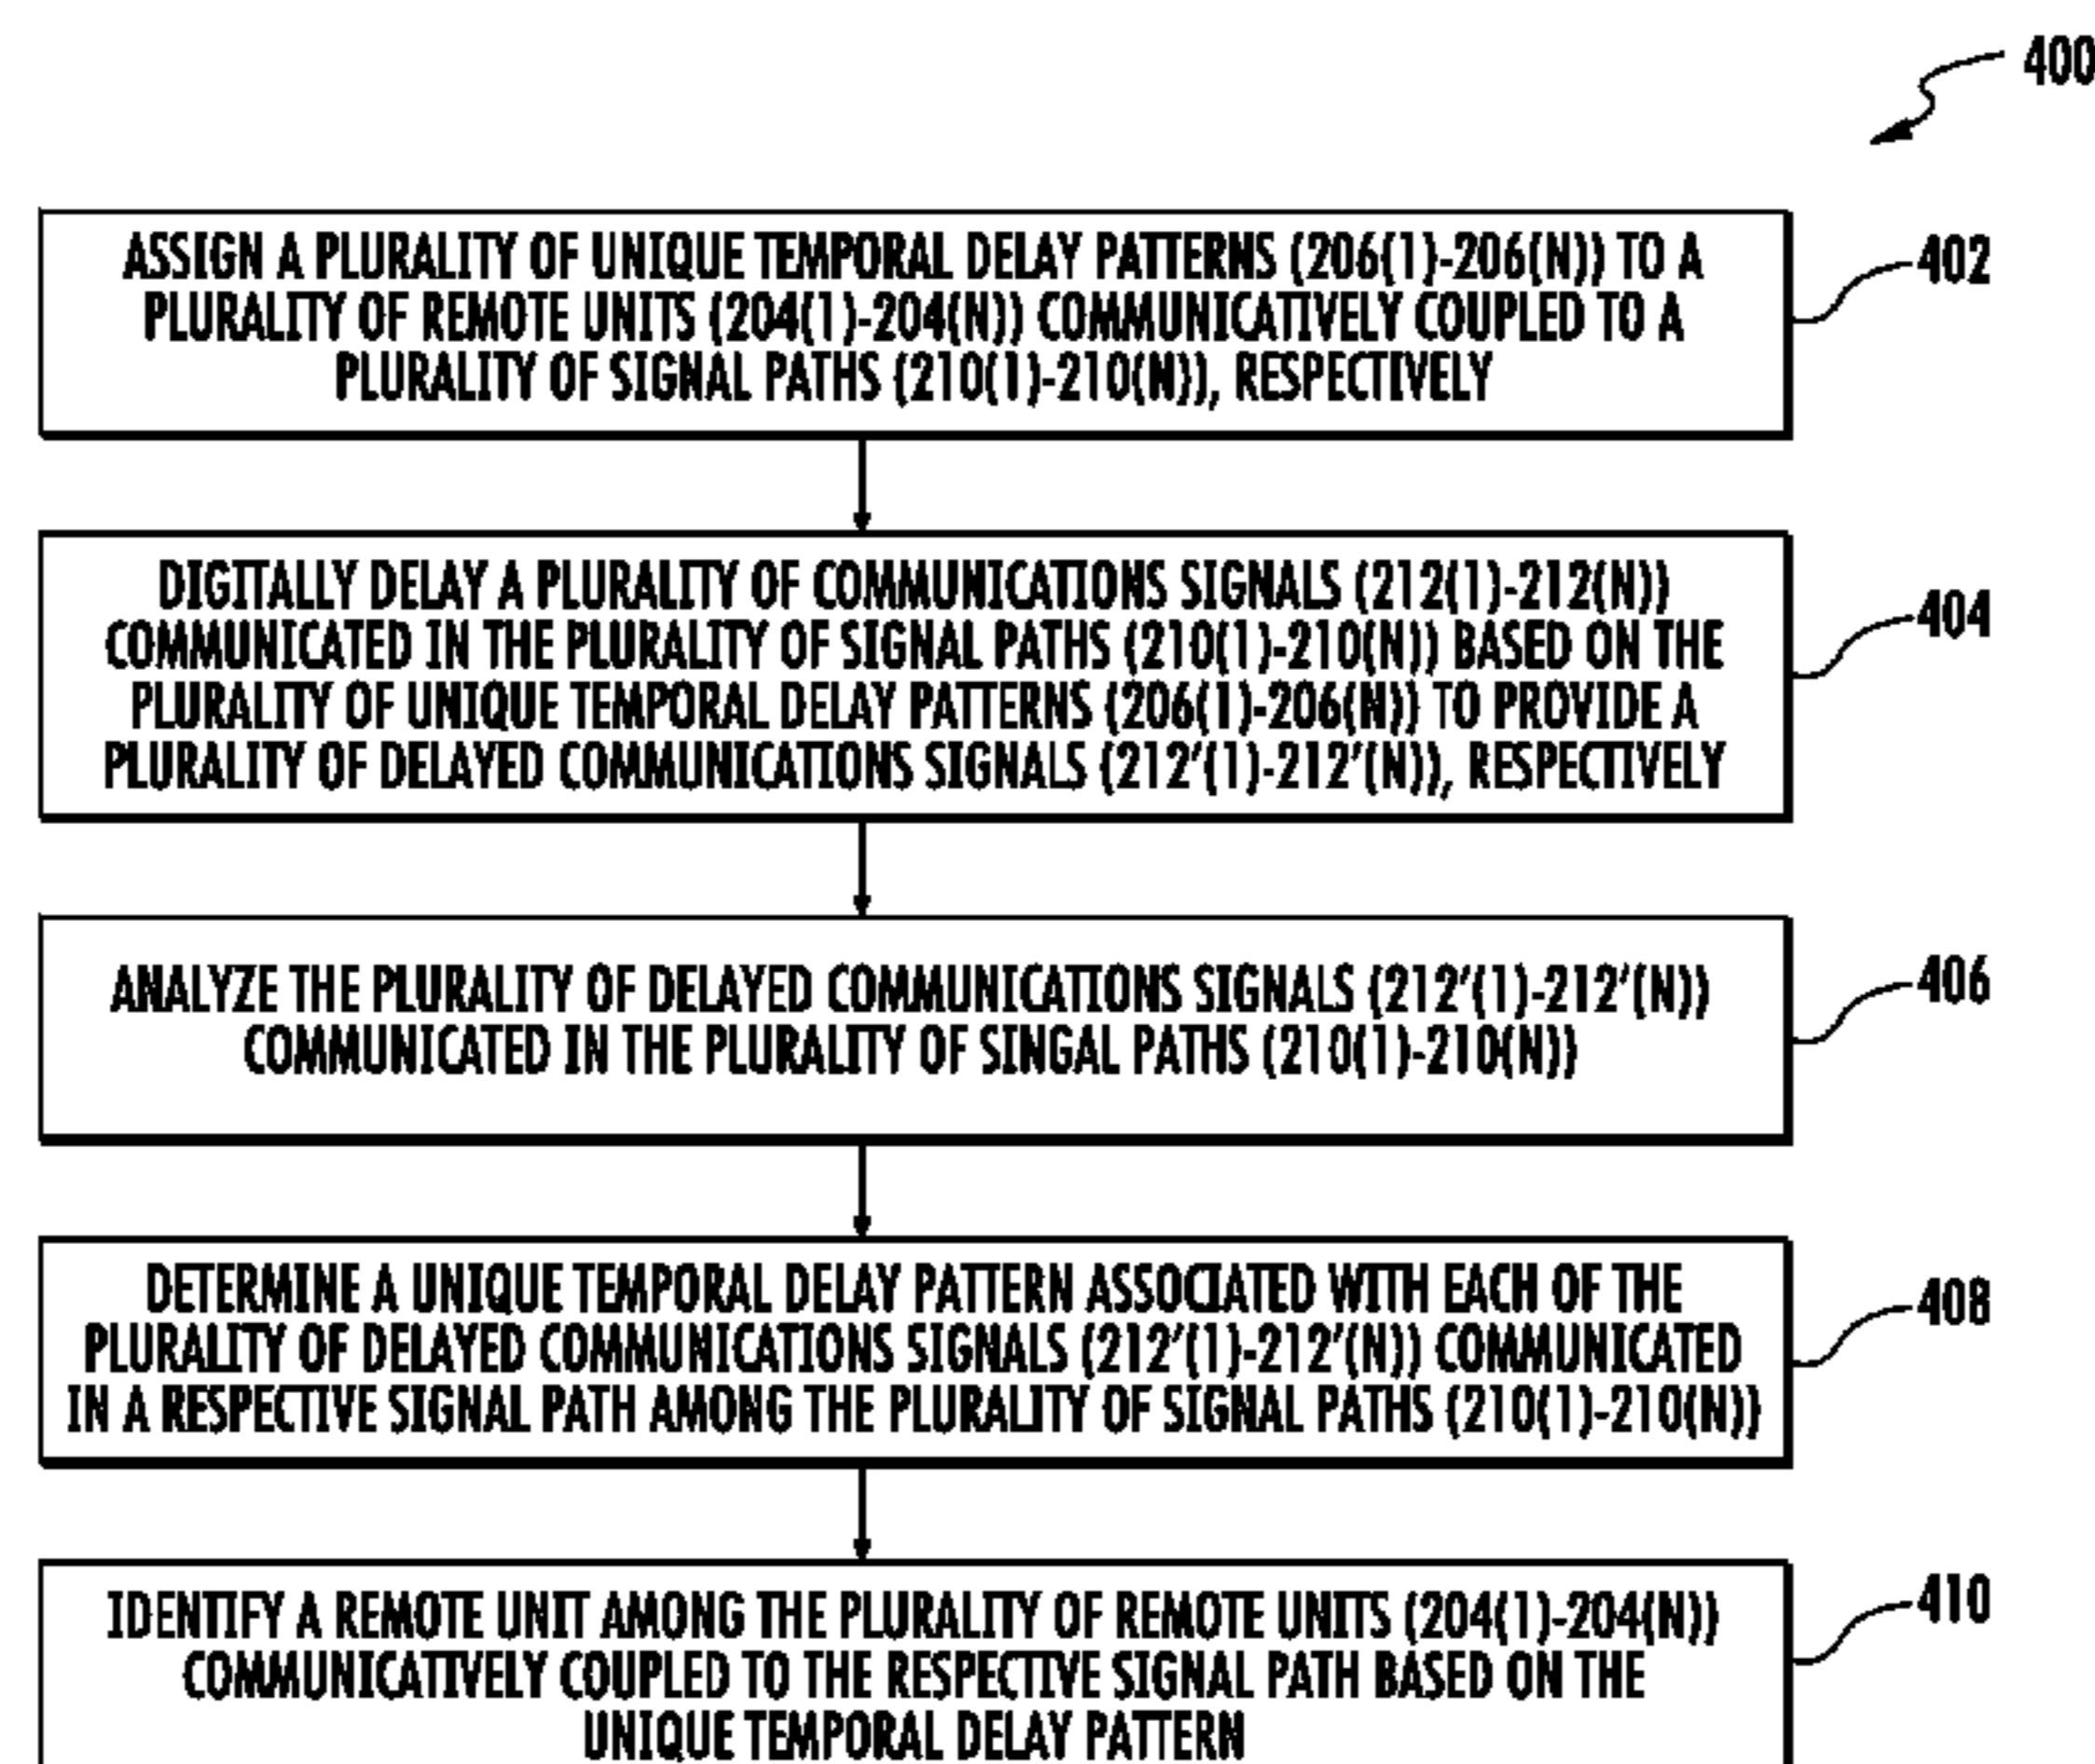 400
ASSIGN A PLURALITY OF UNIQUE TEMPORAL DELAY PATTERNS (206(1)-206(N)) TO A
PLURALITY OF REMOTE UNITS (204(1)-204(N)) COMMUNICATIVELY COUPLED TO A
PLURALITY OF SIGNAL PATHS (210(1)-210(N)), RESPECTIVELY
402
DIGITALLY DELAY A PLURALITY OF COMMUNICATIONS SIGNALS (212(1)-212(N))
COMMUNICATED IN THE PLURALITY OF SIGNAL PATHS (210(1)-210(N)) BASED ON THE
PLURALITY OF UNIQUE TEMPORAL DELAY PATTERNS (206(1)-206(N)) TO PROVIDE A
PLURALITY OF DELAYED COMMUNICATIONS SIGNALS (212'(1)-212'(N)), RESPECTIVELY
404
ANALYZE THE PLURALITY OF DELAYED COMMUNICATIONS SIGNALS (212'(1)-212'(N))
COMMUNICATED IN THE PLURALITY OF SINGAL PATHS (210(1)-210(N))
406
DETERMINE A UNIQUE TEMPORAL DELAY PATTERN ASSOCIATED WITH EACH OF THE
PLURALITY OF DELAYED COMMUNICATIONS SIGNALS (212'(1)-212'(N)) COMMUNICATED
IN A RESPECTIVE SIGNAL PATH AMONG THE PLURALITY OF SIGNAL PATHS (210(1)-210(N))
408
IDENTIFY A REMOTE UNIT AMONG THE PLURALITY OF REMOTE UNITS (204(1)-204(N))
COMMUNICATIVELY COUPLED TO THE RESPECTIVE SIGNAL PATH BASED ON THE
UNIQUE TEMPORAL DELAY PATTERN
410